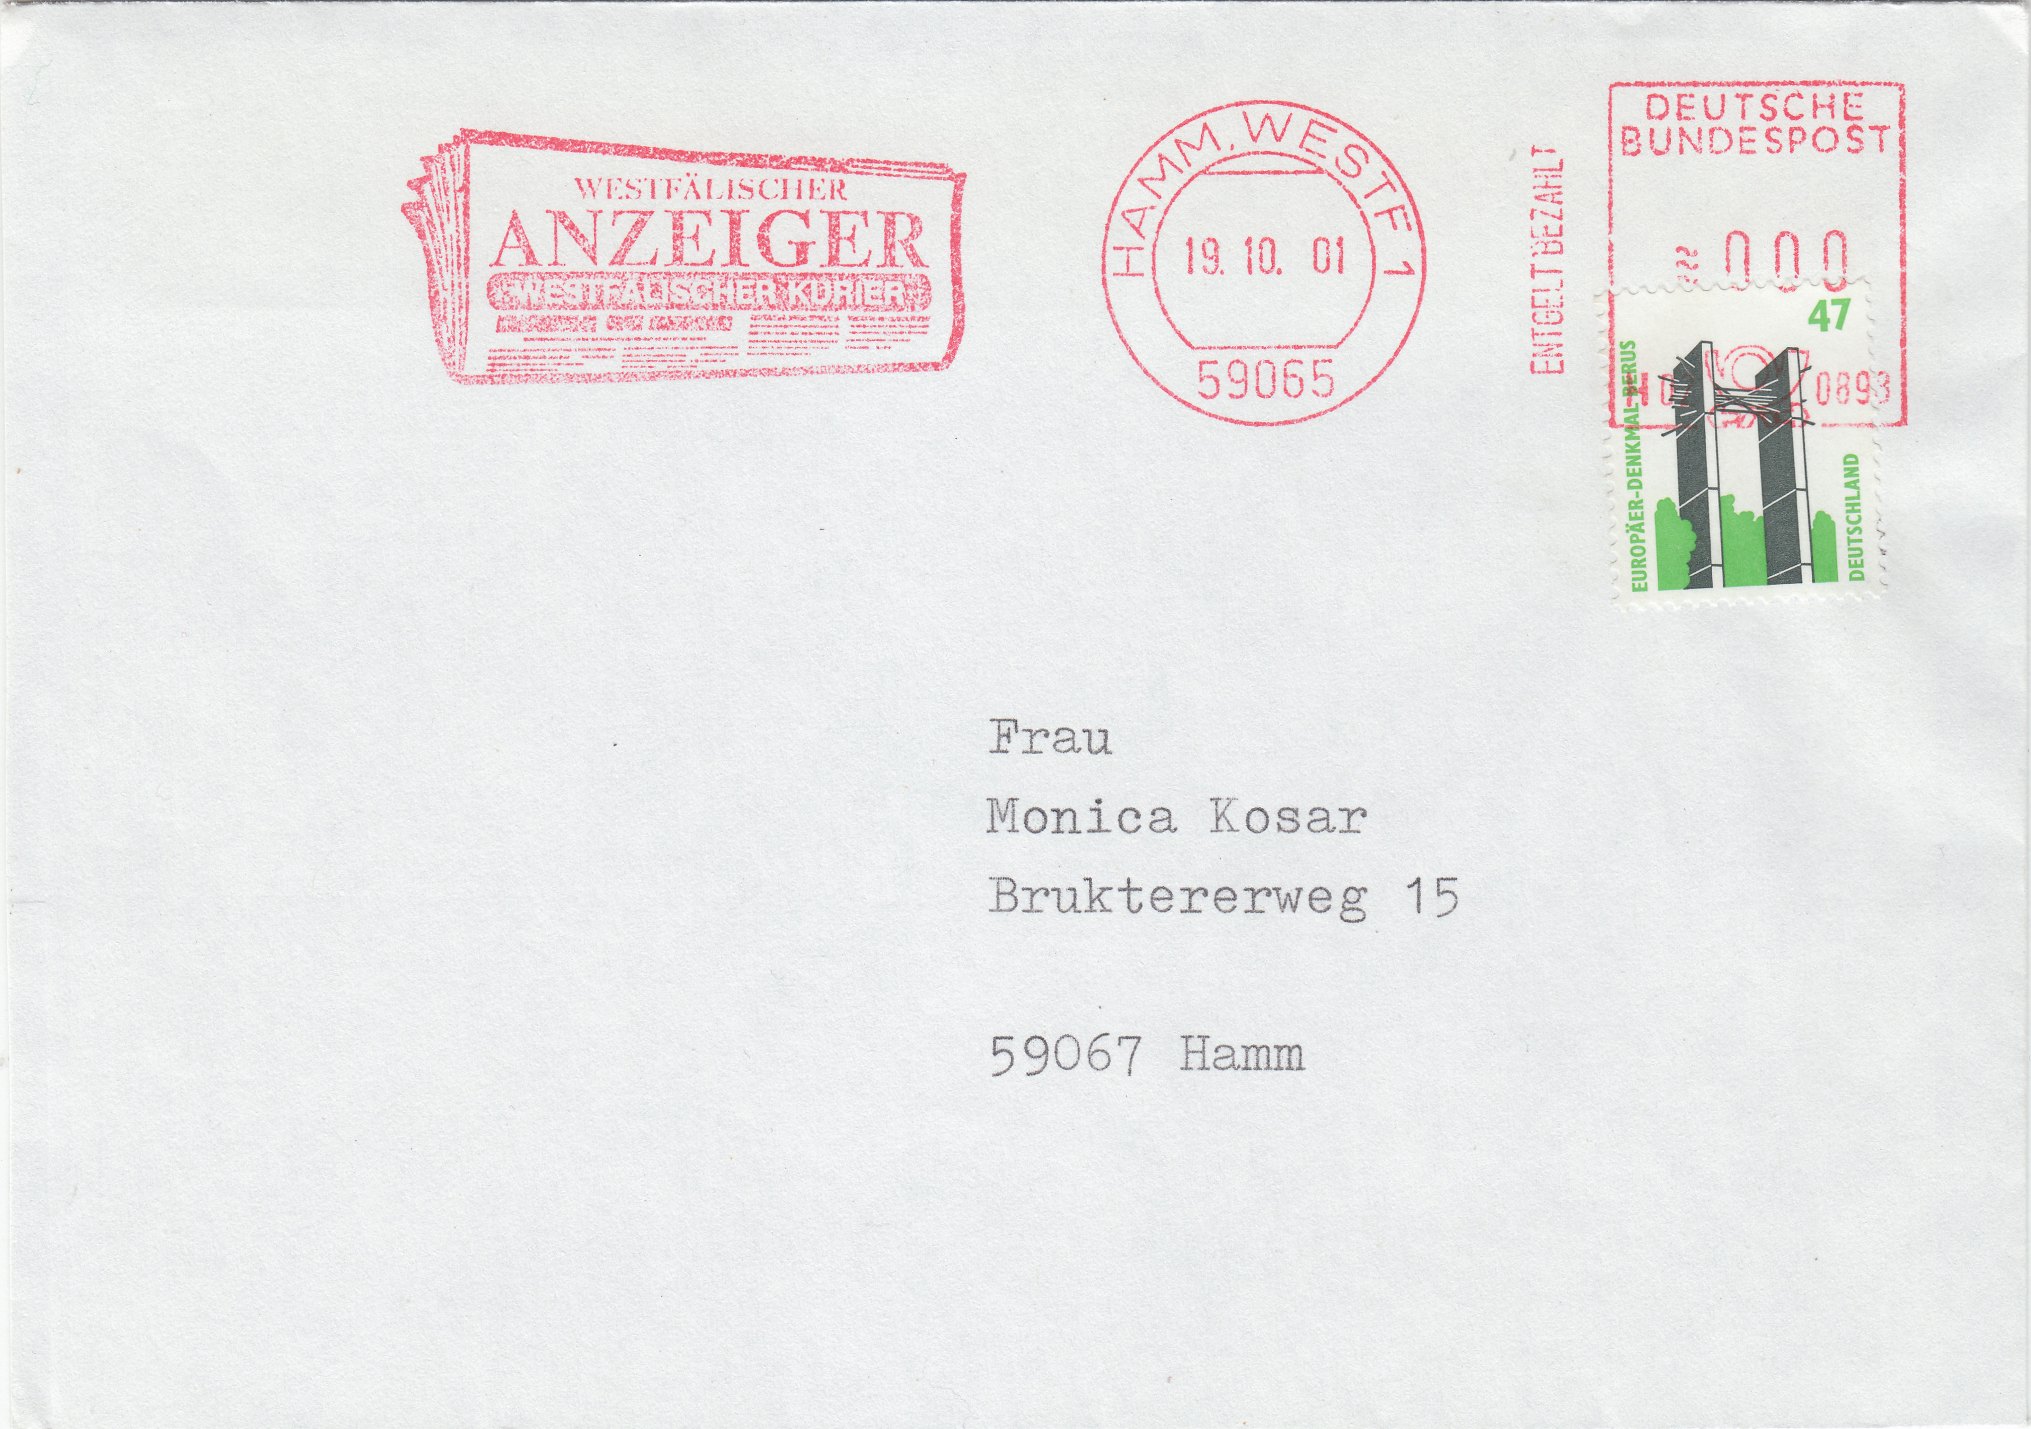 WESTFÄLISCHER
ANZEIGER
WESTFÄLISCHER KURIER
HAMM, WESTF 1
19. 10. 01
59065
ENTGELT BEZAHLT
DEUTSCHE
BUNDESPOST
000
0893
47
EUROPÄER-DENKMAL BERUS
DEUTSCHLAND
Frau
Monica Kosar
Bruktererweg 15
59067 Hamm